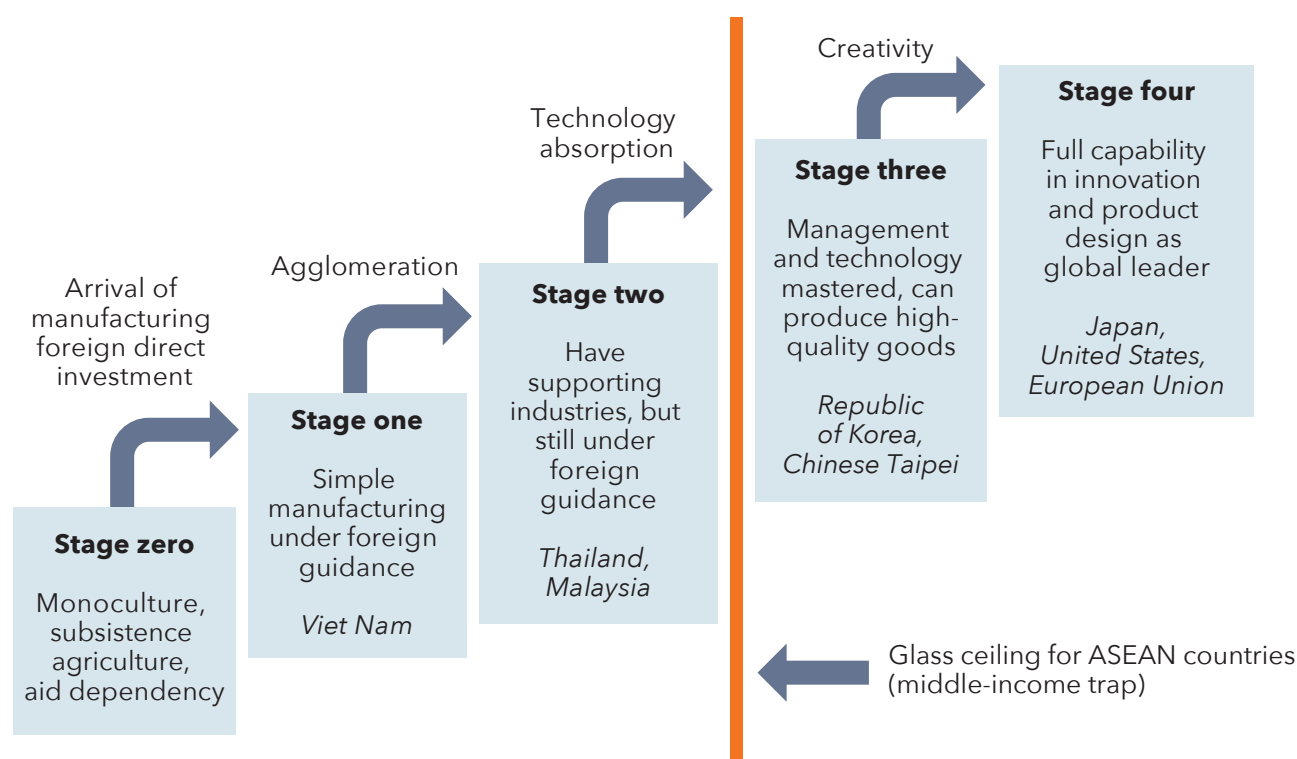 Arrival of
manufacturing
foreign direct
investment
Stage zero
Monoculture,
subsistence
agriculture,
aid dependency
Agglomeration
Stage one
Simple
manufacturing
under foreign
guidance
Viet Nam
Technology
absorption
Stage two
Have
supporting
industries, but
still under
foreign
guidance
Thailand,
Malaysia
Creativity
Stage three
Management
and technology
mastered, can
produce high-
quality goods
Republic
of Korea,
Chinese Taipei
Stage four
Full capability
in innovation
and product
design as
global leader
Japan,
United States,
European Union
Glass ceiling for ASEAN countries
(middle-income trap)